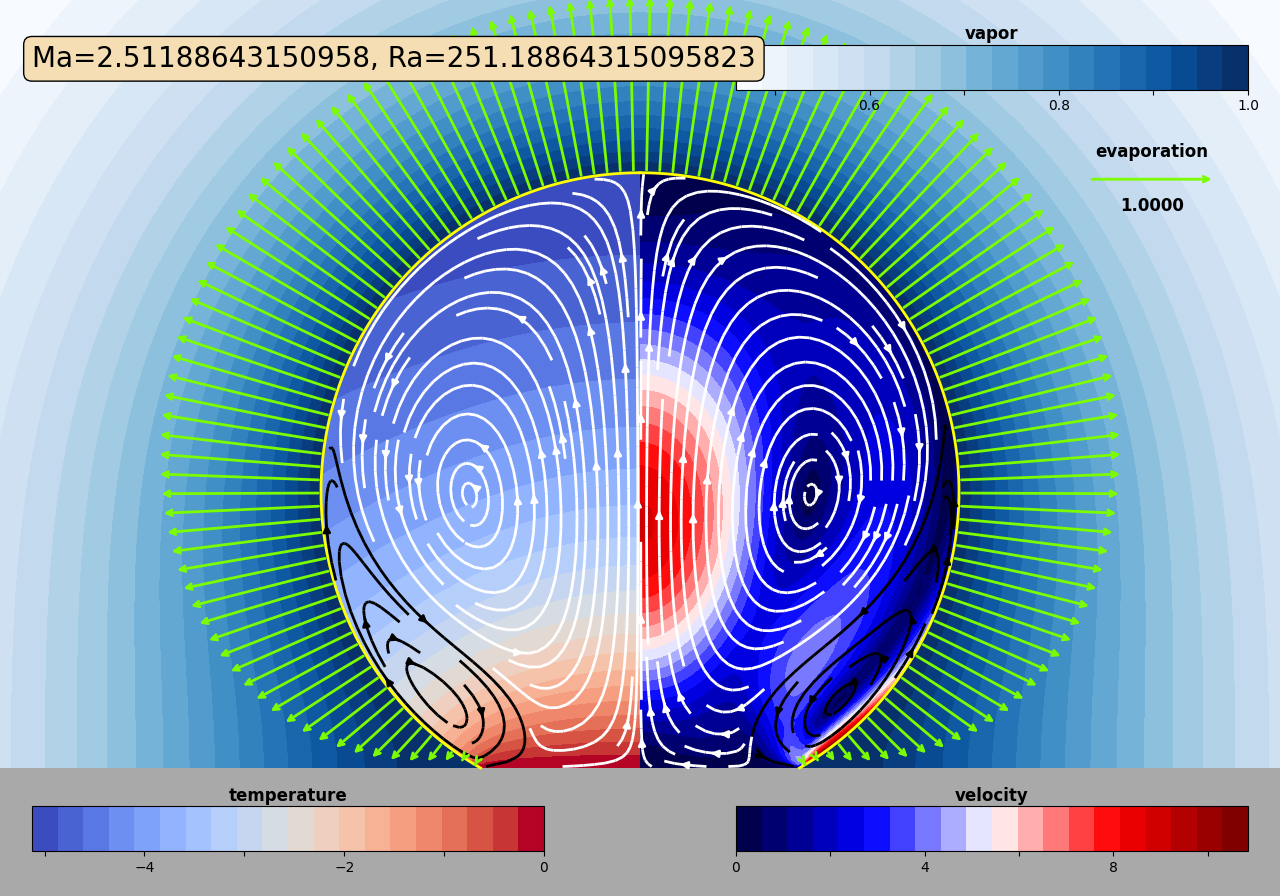 Ma=2.51188643150958, Ra=251.18864315095823
vapor
0.6 0.8 1.0
evaporation
1.0000
temperature
−4 −2 0
velocity
0 4 8